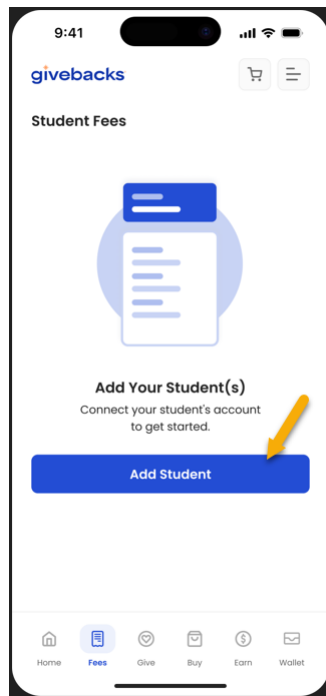 9:41
givebacks
Student Fees
Add Your Student(s)
Connect your student's account
to get started.
Add Student
Home Fees Give Buy Earn Wallet